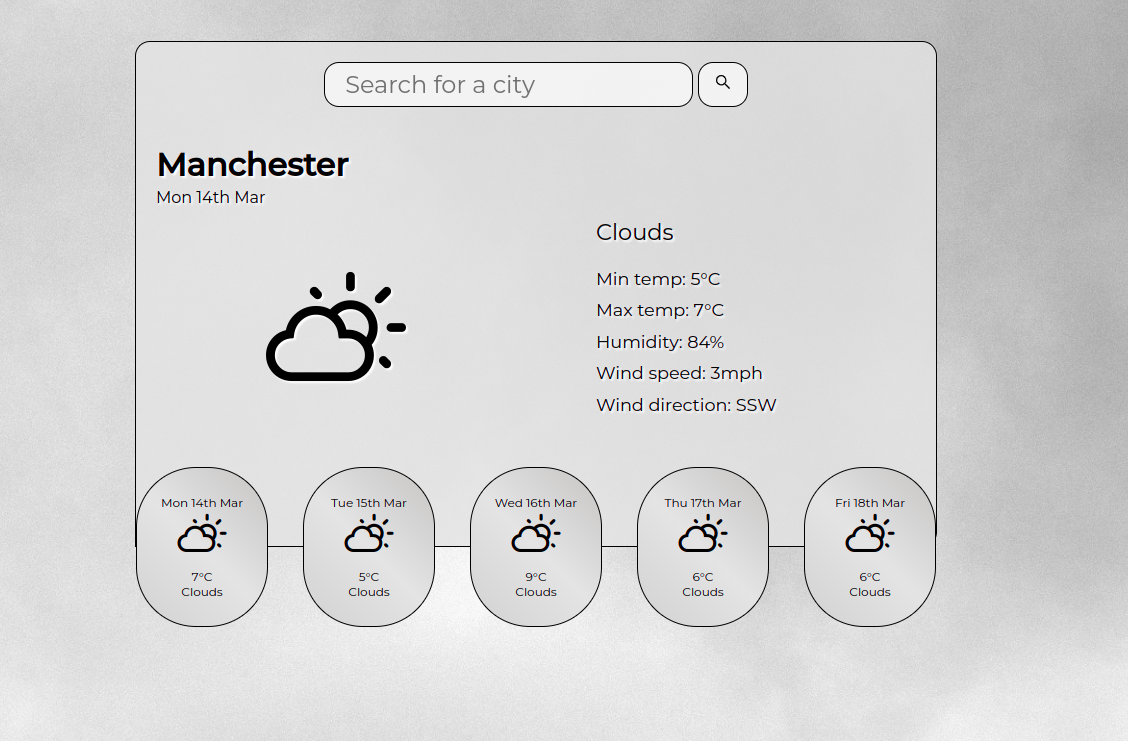 Search for a city
Manchester
Mon 14th Mar
Clouds
Min temp: 5°C
Max temp: 7°C
Humidity: 84%
Wind speed: 3mph
Wind direction: SSW
Mon 14th Mar
7°C
Clouds
Tue 15th Mar
5°C
Clouds
Wed 16th Mar
9°C
Clouds
Thu 17th Mar
6°C
Clouds
Fri 18th Mar
6°C
Clouds